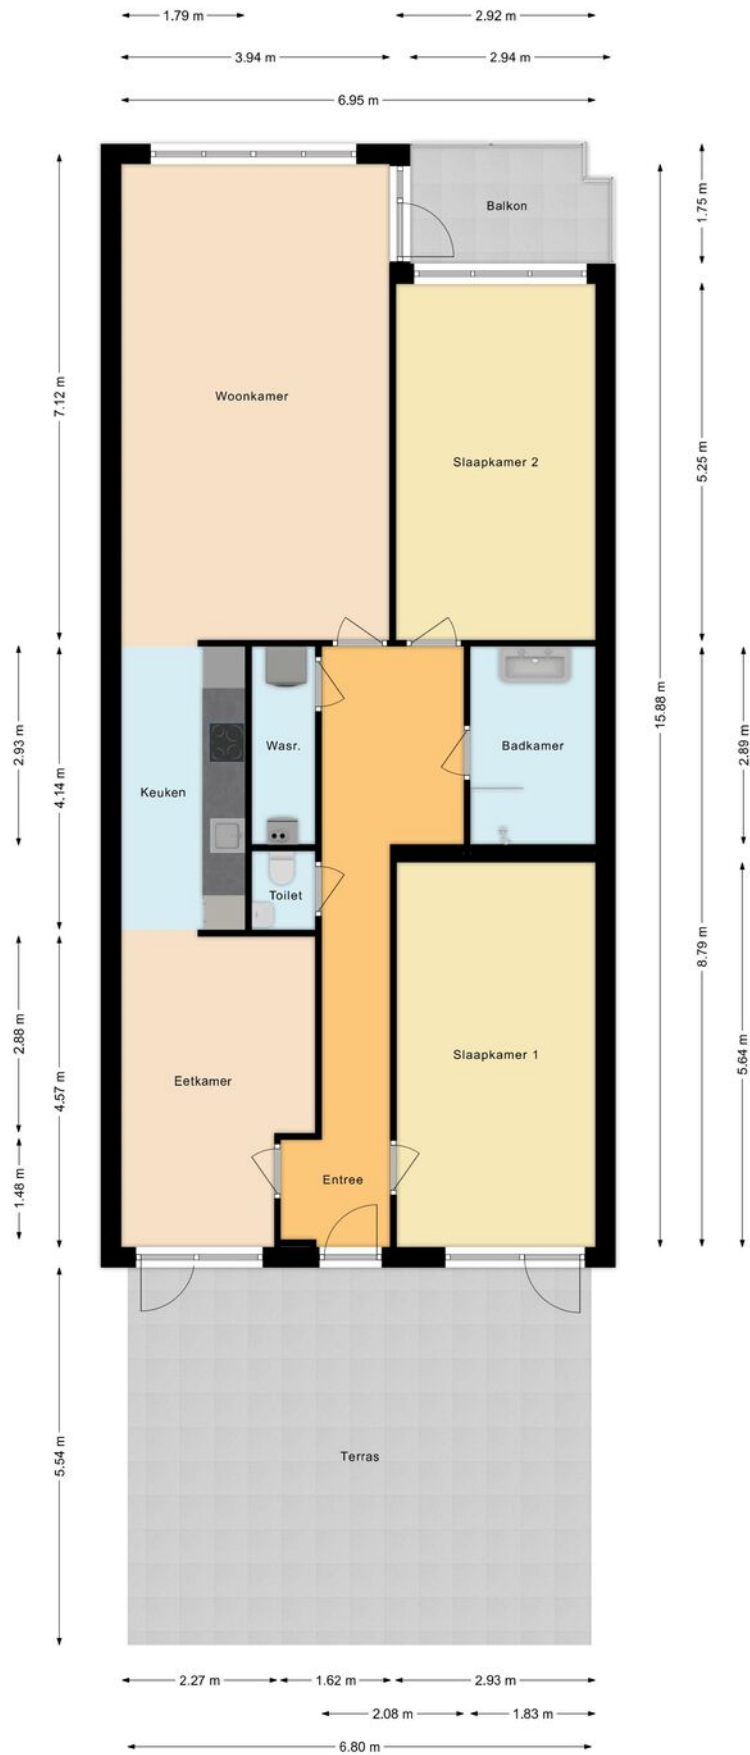 1.79 m
2.92 m
3.94 m
2.94 m
6.95 m
Balkon
1.75 m
7.12 m
Woonkamer
Slaapkamer 2
5.25 m
15.88 m
2.93 m
4.14 m
Keuken
Wasr.
Badkamer
2.89 m
Toilet
8.79 m
2.88 m
4.57 m
Eetkamer
Slaapkamer 1
5.64 m
1.48 m
Entree
5.54 m
Terras
2.27 m
1.62 m
2.93 m
2.08 m
1.83 m
6.80 m